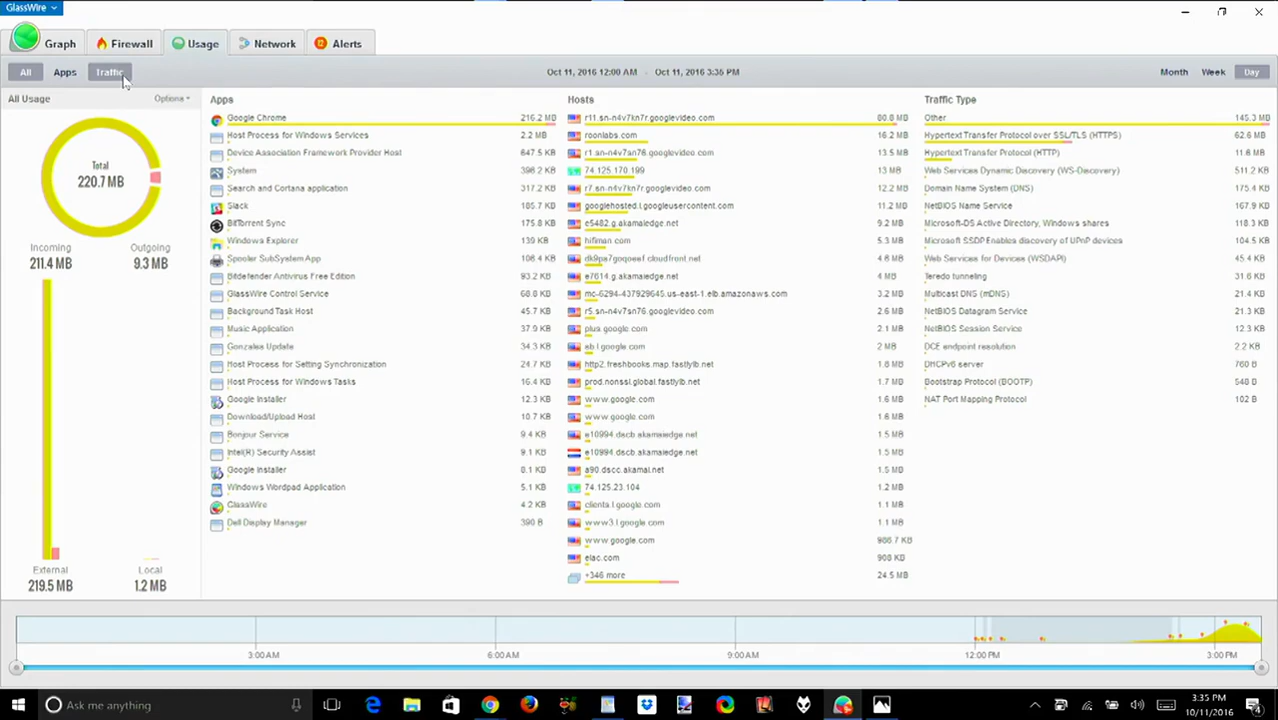 GlassWire
Graph
Firewall
Usage
Network
Alerts
All
Apps
Traffic
Oct 11, 2016 12:00 AM - Oct 11, 2016 3:35 PM
Month
Week
Day
All Usage
Options
Total
220.7 MB
Incoming
211.4 MB
Outgoing
9.3 MB
External
219.5 MB
Local
1.2 MB
Apps
Google Chrome 216.2 MB
Host Process for Windows Services 2.2 MB
Device Association Framework Provider Host 647.5 KB
System 398.2 KB
Search and Cortana application 317.2 KB
Slack 185.7 KB
BitTorrent Sync 175.8 KB
Windows Explorer 139 KB
Spooler SubSystem App 108.4 KB
Bitdefender Antivirus Free Edition 93.2 KB
GlassWire Control Service 68.8 KB
Background Task Host 45.7 KB
Music Application 37.9 KB
Gonzales Update 34.3 KB
Host Process for Setting Synchronization 24.7 KB
Host Process for Windows Tasks 16.4 KB
Google Installer 12.3 KB
Download/Upload Host 10.7 KB
Bonjour Service 9.4 KB
Intel(R) Security Assist 9.1 KB
Google Installer 8.1 KB
Windows Wordpad Application 5.1 KB
GlassWire 4.2 KB
Dell Display Manager 390 B
Hosts
r11.sn-n4v7kn7r.googlevideo.com 80.8 MB
roonlabs.com 16.2 MB
r1.sn-n4v7sn76.googlevideo.com 13.5 MB
74.125.170.199 13 MB
r7.sn-n4v7kn7r.googlevideo.com 12.2 MB
googlehosted.l.googleusercontent.com 11.2 MB
e5482.g.akamaiedge.net 9.2 MB
hifiman.com 5.3 MB
dk9pa7goqoeof.cloudfront.net 4.8 MB
e7614.g.akamaiedge.net 4 MB
mc-6294-437929645.us-east-1.elb.amazonaws.com 3.2 MB
r5.sn-n4v7sn76.googlevideo.com 2.6 MB
plus.google.com 2.1 MB
ab.l.google.com 2 MB
http2.freshbooks.map.fastlylb.net 1.8 MB
prod.nonssl.global.fastlylb.net 1.7 MB
www.google.com 1.6 MB
www.google.com 1.6 MB
e10994.dscb.akamaiedge.net 1.5 MB
e10994.dscb.akamaiedge.net 1.5 MB
a90.dscc.akamai.net 1.5 MB
74.125.23.104 1.2 MB
clients.l.google.com 1.1 MB
www3.l.google.com 1.1 MB
www.google.com 986.7 KB
elac.com 908 KB
+346 more 24.5 MB
Traffic Type
Other 145.3 MB
Hypertext Transfer Protocol over SSL/TLS (HTTPS) 62.6 MB
Hypertext Transfer Protocol (HTTP) 11.6 MB
Web Services Dynamic Discovery (WS-Discovery) 511.2 KB
Domain Name System (DNS) 175.4 KB
NetBIOS Name Service 167.9 KB
Microsoft-DS Active Directory, Windows shares 118.3 KB
Microsoft SSDP Enables discovery of UPnP devices 104.5 KB
Web Services for Devices (WSDAPI) 45.4 KB
Teredo tunneling 31.6 KB
Multicast DNS (mDNS) 21.4 KB
NetBIOS Datagram Service 21.3 KB
NetBIOS Session Service 12.3 KB
DCE endpoint resolution 2.2 KB
DHCPv6 server 760 B
Bootstrap Protocol (BOOTP) 548 B
NAT Port Mapping Protocol 102 B
3:00 AM
6:00 AM
9:00 AM
12:00 PM
3:00 PM
Ask me anything
3:35 PM
10/11/2016
4